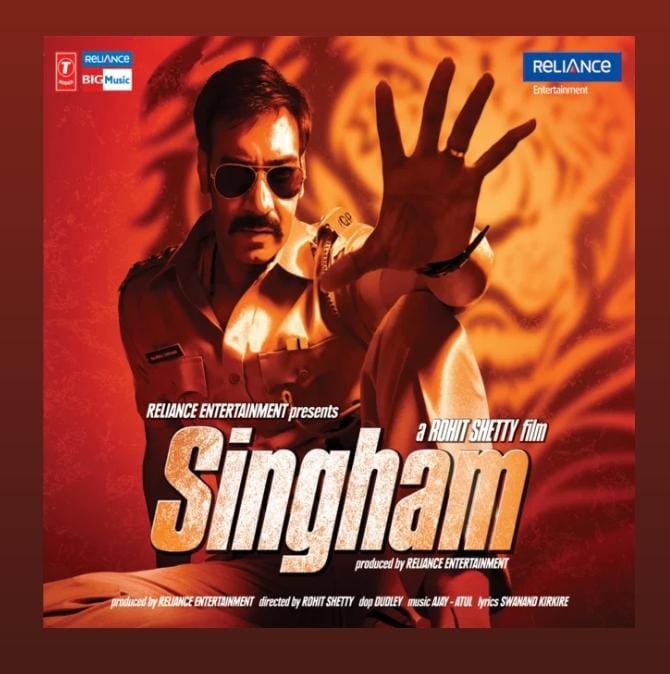 T
SERIES
RELIANCE
BIG Music
RELIANCE
Entertainment
RELIANCE ENTERTAINMENT presents
a ROHIT SHETTY film
Singham
produced by RELIANCE ENTERTAINMENT
produced by RELIANCE ENTERTAINMENT directed by ROHIT SHETTY dop DUDLEY music AJAY - ATUL lyrics SWANAND KIRKIRE